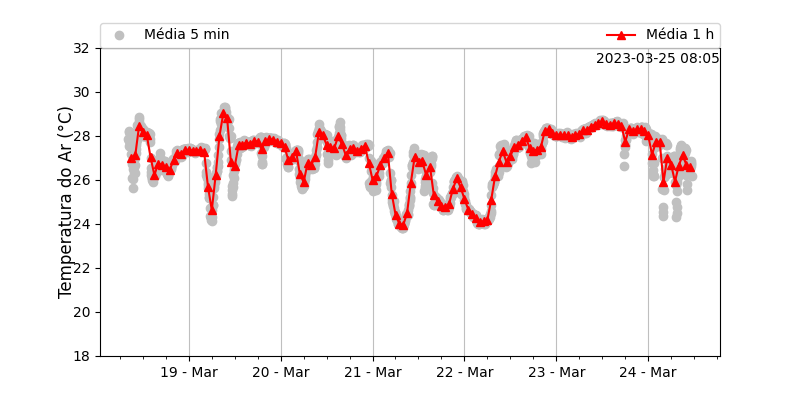 Média 5 min
Média 1 h
2023-03-25 08:05
Temperatura do Ar (°C)
32
30
28
26
24
22
20
18
19 - Mar
20 - Mar
21 - Mar
22 - Mar
23 - Mar
24 - Mar